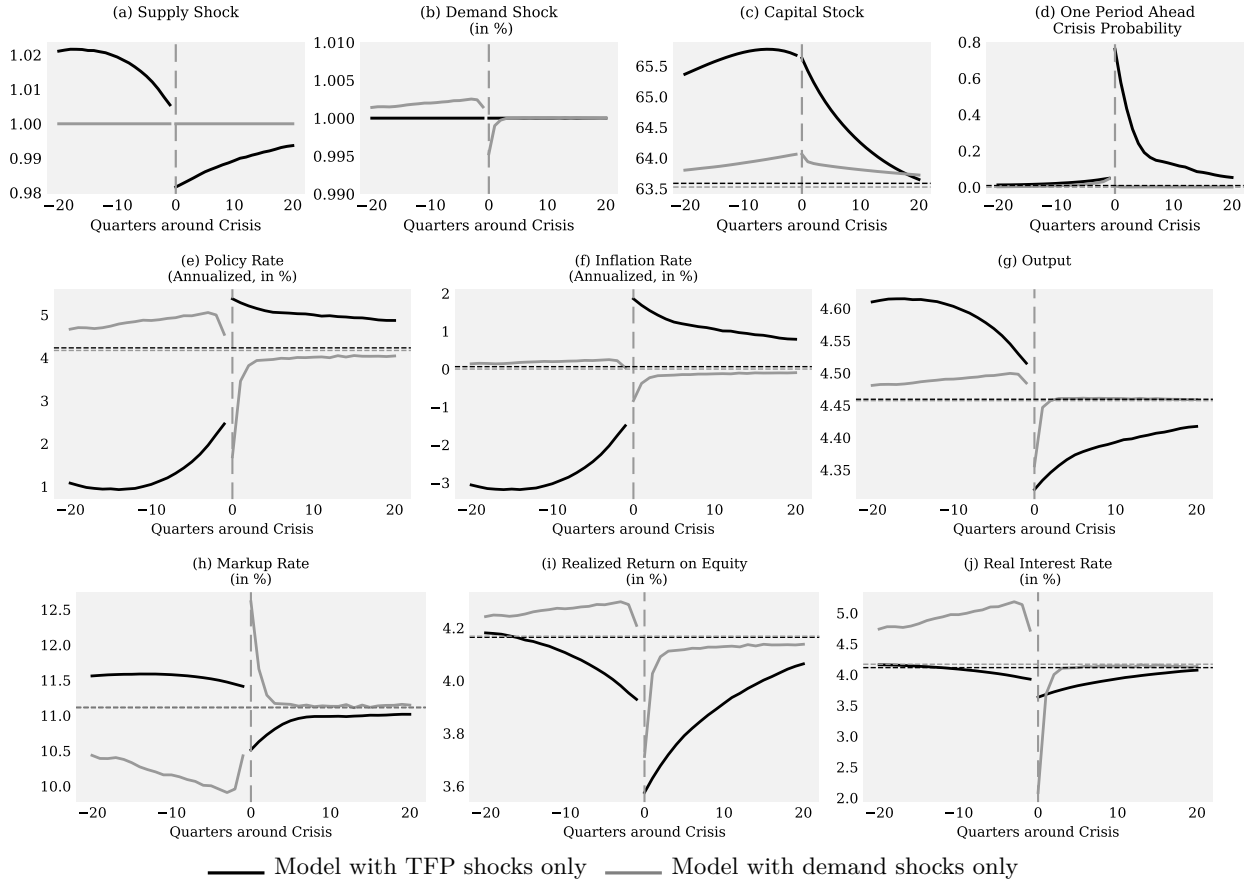 (a) Supply Shock
1.02
1.00
0.99
0.98
−20 −10 0 10 20
Quarters around Crisis
(b) Demand Shock
(in %)
1.010
1.005
1.000
0.995
0.990
−20 −10 0 10 20
Quarters around Crisis
(c) Capital Stock
65.5
65.0
64.5
64.0
63.5
−20 −10 0 10 20
Quarters around Crisis
(d) One Period Ahead
Crisis Probability
0.8
0.6
0.4
0.2
0.0
−20 −10 0 10 20
Quarters around Crisis
(e) Policy Rate
(Annualized, in %)
5
4
3
2
1
−20 −10 0 10 20
Quarters around Crisis
(f) Inflation Rate
(Annualized, in %)
2
1
0
−1
−2
−3
−20 −10 0 10 20
Quarters around Crisis
(g) Output
4.60
4.55
4.50
4.45
4.40
4.35
−20 −10 0 10 20
Quarters around Crisis
(h) Markup Rate
(in %)
12.5
11.5
11.0
10.5
10.0
−20 −10 0 10 20
Quarters around Crisis
(i) Realized Return on Equity
(in %)
4.2
4.0
3.8
3.6
−20 −10 0 10 20
Quarters around Crisis
(j) Real Interest Rate
(in %)
5.0
4.5
4.0
3.5
3.0
2.5
2.0
−20 −10 0 10 20
Quarters around Crisis
Model with TFP shocks only Model with demand shocks only